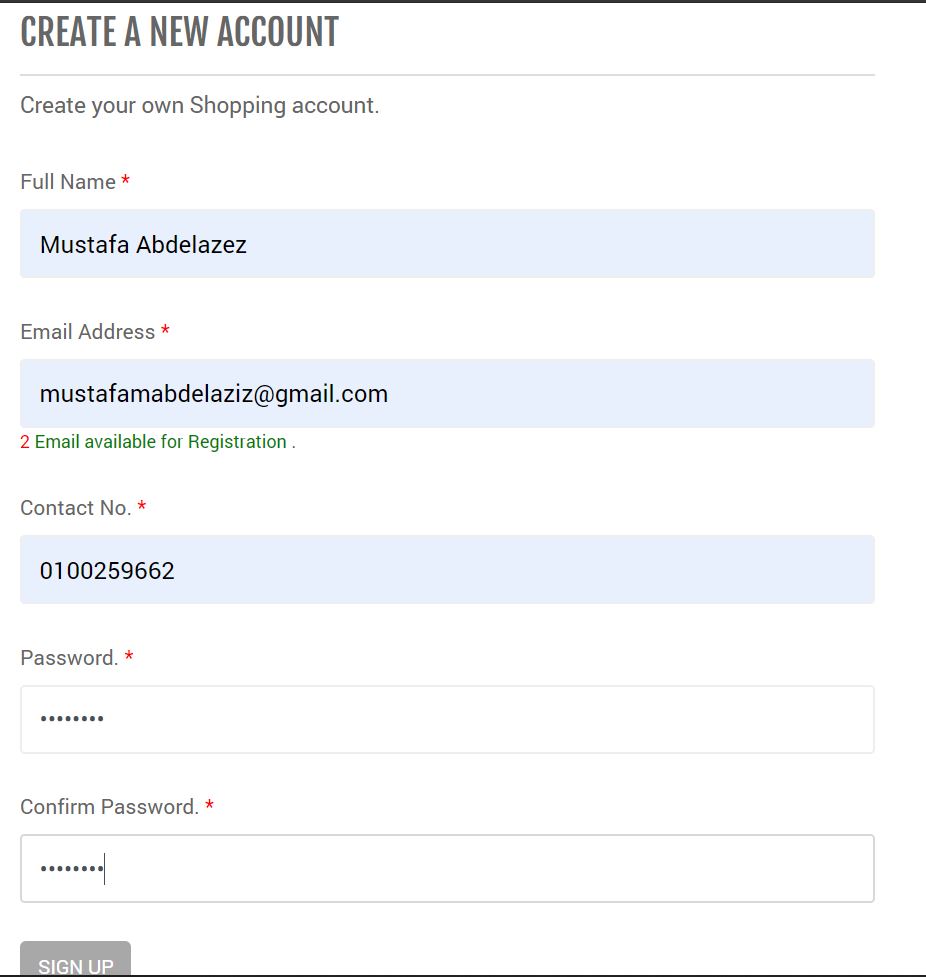 CREATE A NEW ACCOUNT
Create your own Shopping account.
Full Name *
Mustafa Abdelazez
Email Address *
mustafamabdelaziz@gmail.com
2 Email available for Registration .
Contact No. *
0100259662
Password. *
••••••••
Confirm Password. *
••••••••
SIGN UP